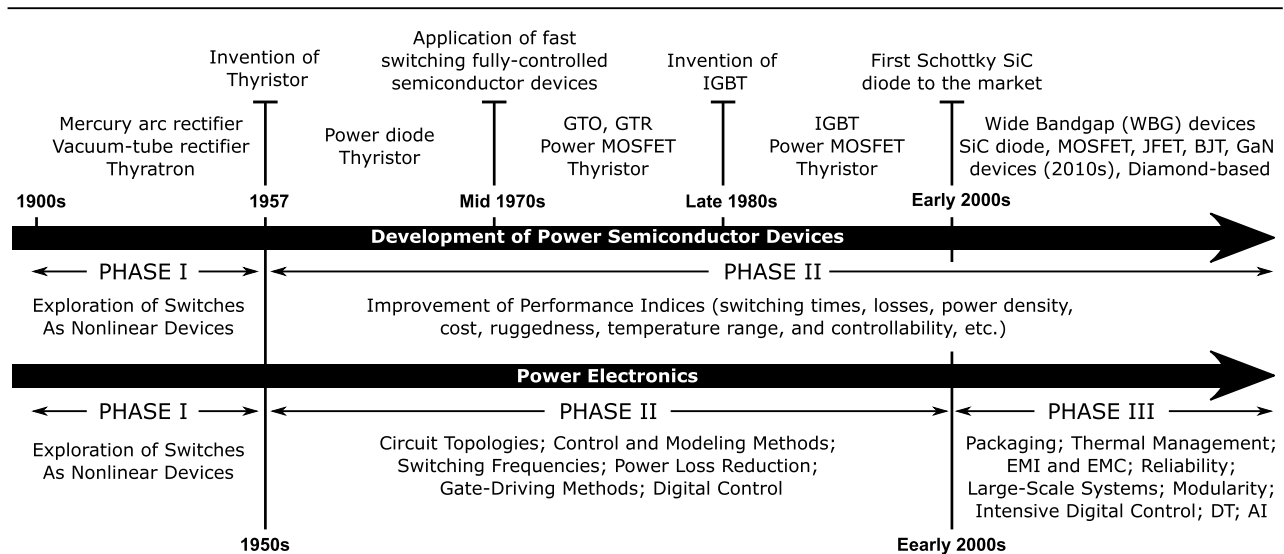 Invention of
Thyristor
Application of fast
switching fully-controlled
semiconductor devices
Invention of
IGBT
First Schottky SiC
diode to the market
Mercury arc rectifier
Vacuum-tube rectifier
Thyratron
Power diode
Thyristor
GTO, GTR
Power MOSFET
Thyristor
IGBT
Power MOSFET
Thyristor
Wide Bandgap (WBG) devices
SiC diode, MOSFET, JFET, BJT, GaN
devices (2010s), Diamond-based
1900s
1957
Mid 1970s
Late 1980s
Early 2000s
Development of Power Semiconductor Devices
PHASE I
PHASE II
Exploration of Switches
As Nonlinear Devices
Improvement of Performance Indices (switching times, losses, power density,
cost, ruggedness, temperature range, and controllability, etc.)
Power Electronics
PHASE I
PHASE II
PHASE III
Exploration of Switches
As Nonlinear Devices
Circuit Topologies; Control and Modeling Methods;
Switching Frequencies; Power Loss Reduction;
Gate-Driving Methods; Digital Control
Packaging; Thermal Management;
EMI and EMC; Reliability;
Large-Scale Systems; Modularity;
Intensive Digital Control; DT; AI
1950s
Eearly 2000s